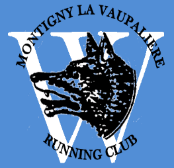 MONTIGNY LA VAUPALIERE
W
RUNNING CLUB